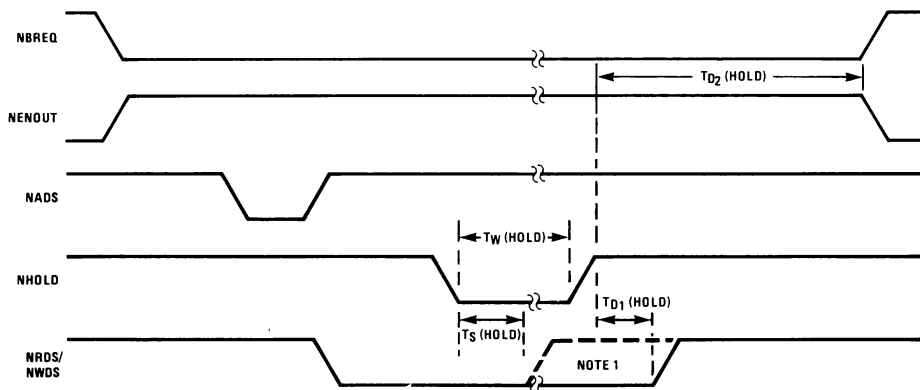 NBREQ
TD2 (HOLD)
NENOUT
NADS
TW (HOLD)
NHOLD
TD1 (HOLD)
TS (HOLD)
NRDS/
NWDS
NOTE 1